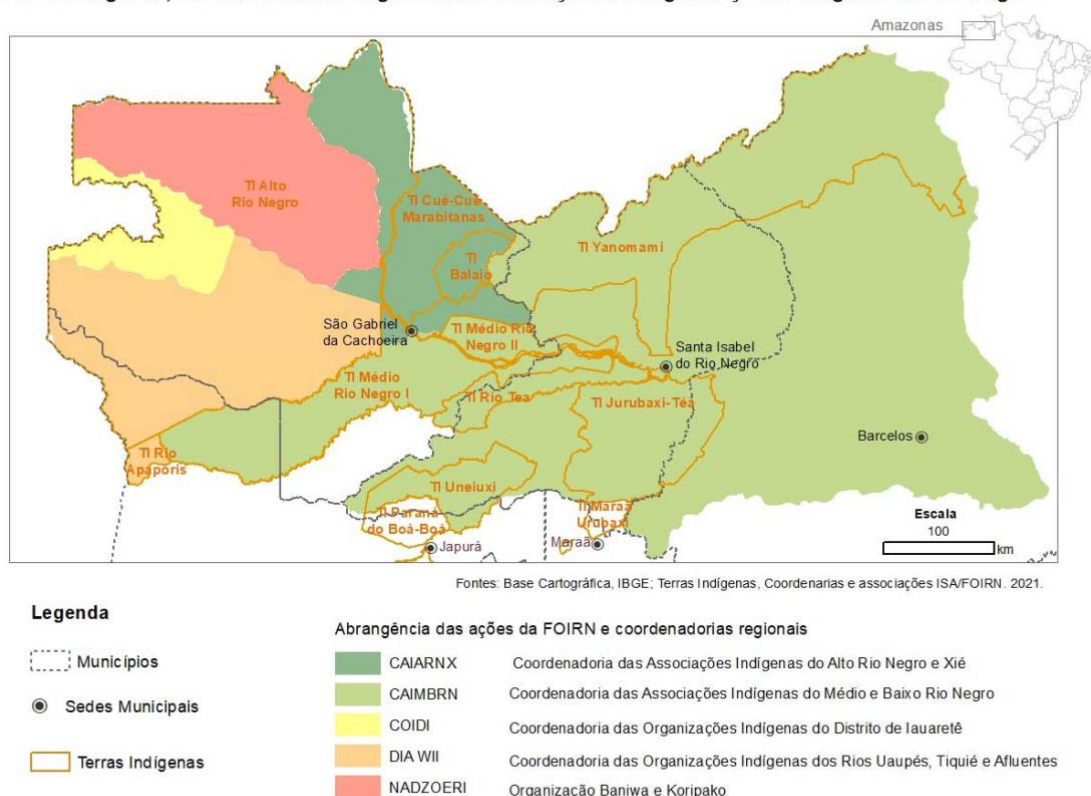 Amazonas
TI Alto
Rio Negro
TI Cué-Cué
Marabitanas
TI Yanomami
TI
Balaio
São Gabriel
da Cachoeira
TI Médio Rio
Negro II
Santa Isabel
do Rio Negro
TI Médio
Rio Negro I
TI Rio Tea
TI Jurubaxi-Téa
Barcelos
TI Rio
Apapóris
TI Uneiuxi
TI Paraná
do Boá-Boá
TI Maraã
Urubaxi
Japurá
Maraã
Escala
100
km
Fontes: Base Cartográfica, IBGE; Terras Indígenas, Coordenarias e associações ISA/FOIRN. 2021.
Legenda
Municípios
Sedes Municipais
Terras Indígenas
Abrangência das ações da FOIRN e coordenadorias regionais
CAIARNX Coordenadoria das Associações Indígenas do Alto Rio Negro e Xié
CAIMBRN Coordenadoria das Associações Indígenas do Médio e Baixo Rio Negro
COIDI Coordenadoria das Organizações Indígenas do Distrito de Iauaretê
DIA WII Coordenadoria das Organizações Indígenas dos Rios Uaupés, Tiquié e Afluentes
NADZOERI Organização Baniwa e Koripako